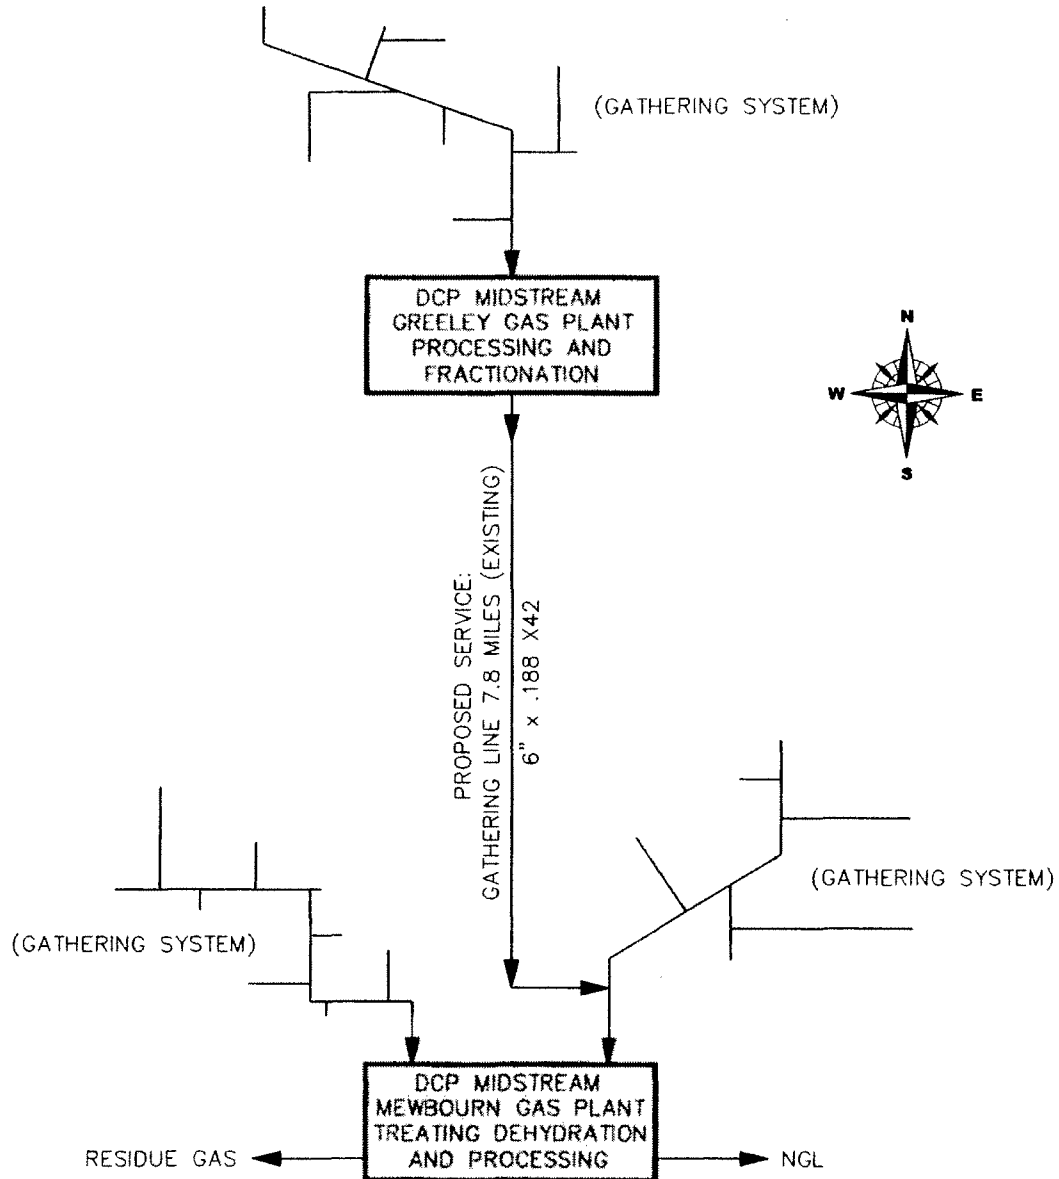 (GATHERING SYSTEM)
DCP MIDSTREAM
GREELEY GAS PLANT
PROCESSING AND
FRACTIONATION
N
W
E
S
PROPOSED SERVICE:
GATHERING LINE 7.8 MILES (EXISTING)
6" x .188 X42
(GATHERING SYSTEM)
(GATHERING SYSTEM)
DCP MIDSTREAM
MEWBOURN GAS PLANT
TREATING DEHYDRATION
AND PROCESSING
RESIDUE GAS
NGL